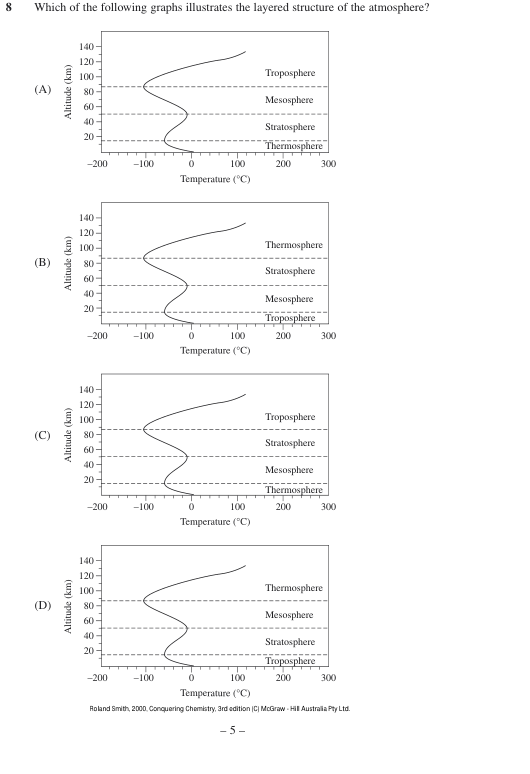 8 Which of the following graphs illustrates the layered structure of the atmosphere?
(A)
Altitude (km)
140
120
100
80
60
40
20
Troposphere
Mesosphere
Stratosphere
Thermosphere
–200 –100 0 100 200 300
Temperature (°C)
(B)
Altitude (km)
140
120
100
80
60
40
20
Thermosphere
Stratosphere
Mesosphere
Troposphere
–200 –100 0 100 200 300
Temperature (°C)
(C)
Altitude (km)
140
120
100
80
60
40
20
Troposphere
Stratosphere
Mesosphere
Thermosphere
–200 –100 0 100 200 300
Temperature (°C)
(D)
Altitude (km)
140
120
100
80
60
40
20
Thermosphere
Mesosphere
Stratosphere
Troposphere
–200 –100 0 100 200 300
Temperature (°C)
Roland Smith, 2000, Conquering Chemistry, 3rd edition (C) McGraw - Hill Australia Pty Ltd.
– 5 –